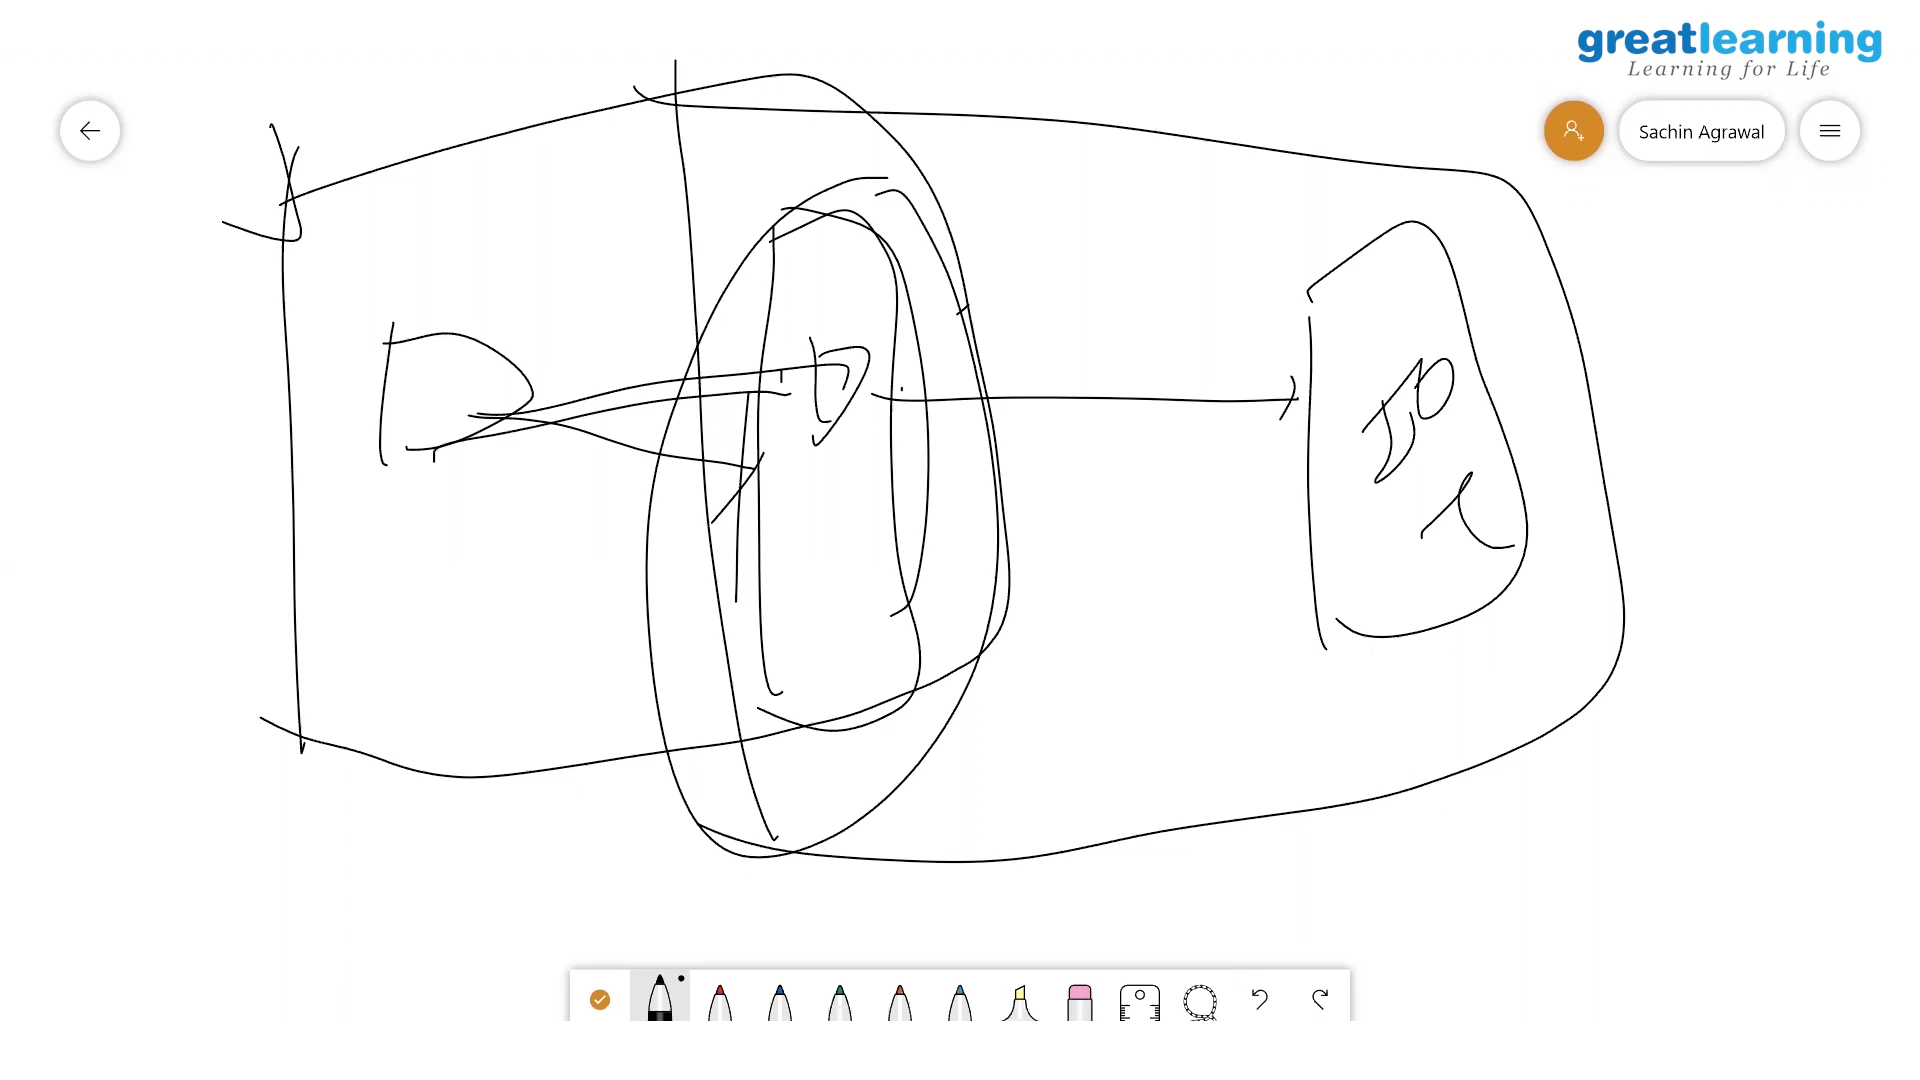 greatlearning
Learning for Life
Sachin Agrawal
D
D